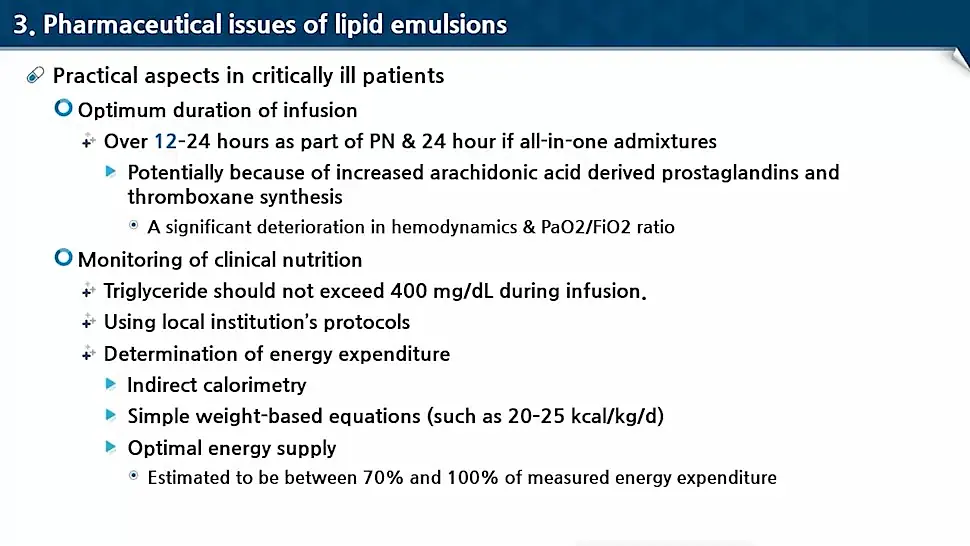 3. Pharmaceutical issues of lipid emulsions
Practical aspects in critically ill patients
Optimum duration of infusion
Over 12-24 hours as part of PN & 24 hour if all-in-one admixtures
Potentially because of increased arachidonic acid derived prostaglandins and
thromboxane synthesis
A significant deterioration in hemodynamics & PaO2/FiO2 ratio
Monitoring of clinical nutrition
Triglyceride should not exceed 400 mg/dL during infusion.
Using local institution's protocols
Determination of energy expenditure
Indirect calorimetry
Simple weight-based equations (such as 20-25 kcal/kg/d)
Optimal energy supply
Estimated to be between 70% and 100% of measured energy expenditure